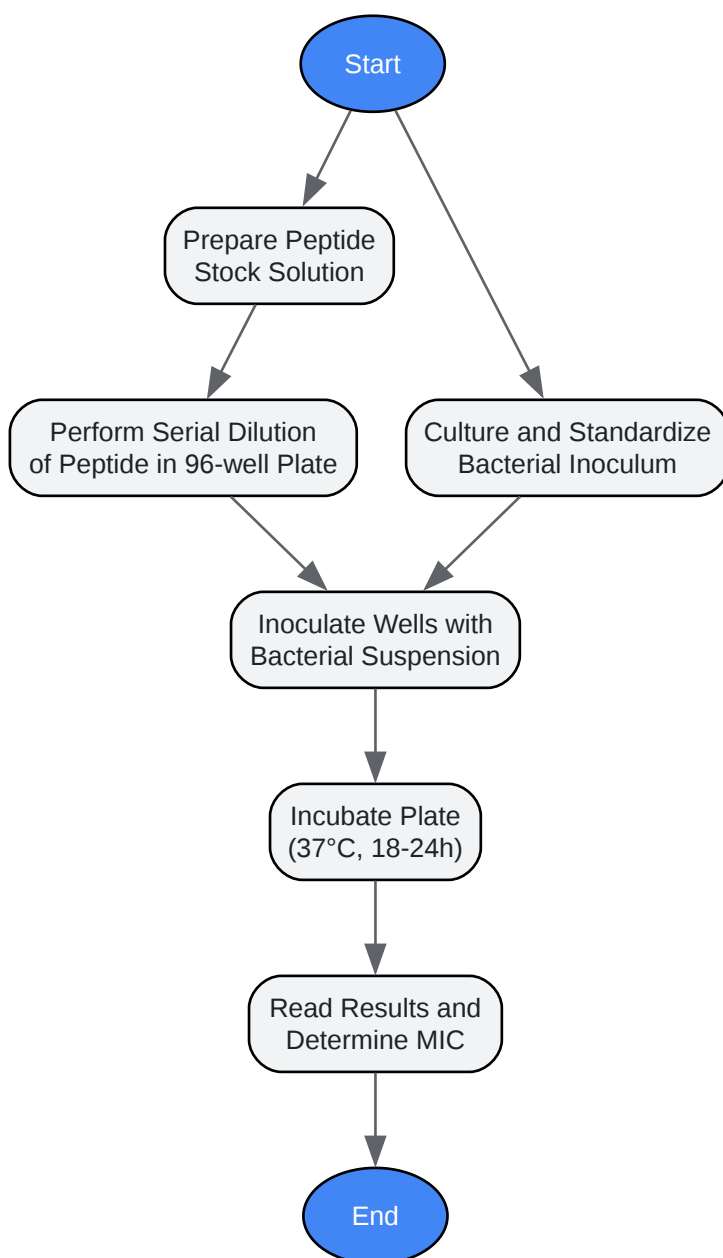 Start
Prepare Peptide
Stock Solution
Perform Serial Dilution
of Peptide in 96-well Plate
Culture and Standardize
Bacterial Inoculum
Inoculate Wells with
Bacterial Suspension
Incubate Plate
(37°C, 18-24h)
Read Results and
Determine MIC
End